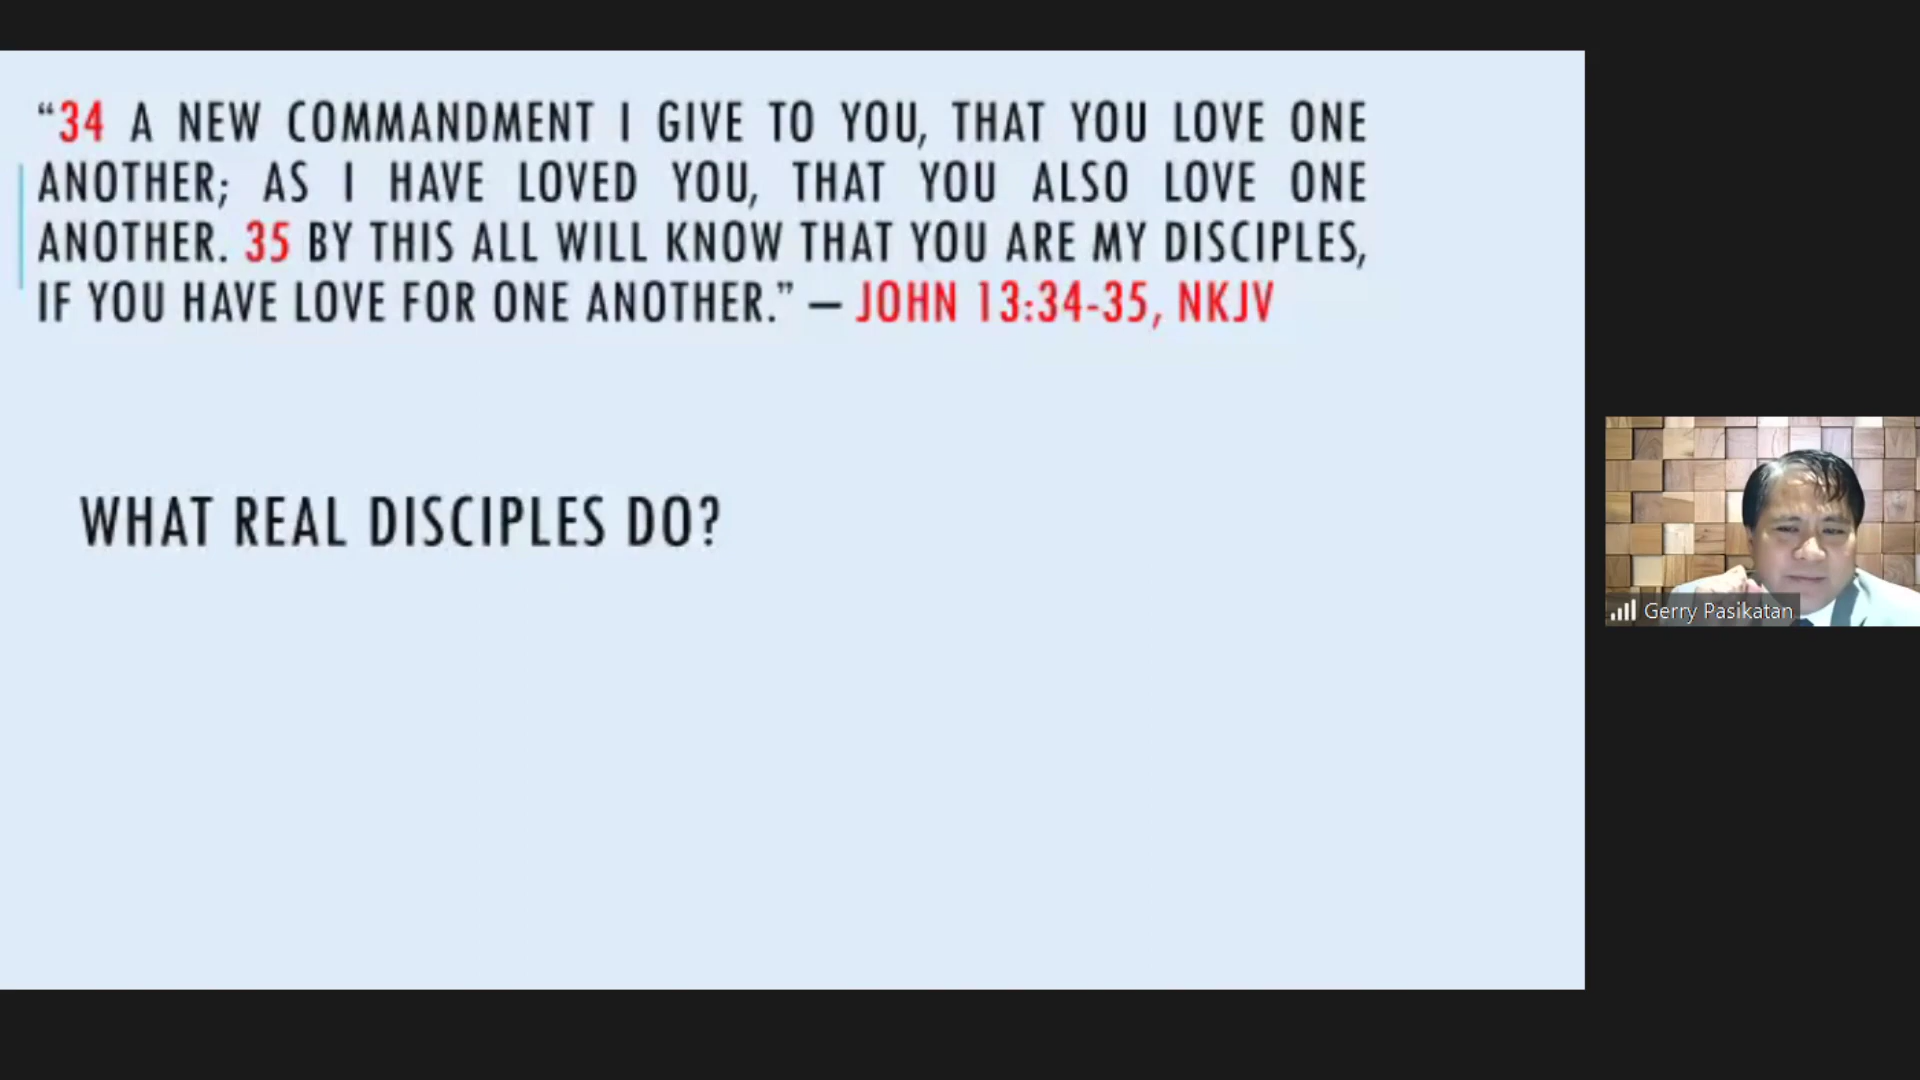 “34 A NEW COMMANDMENT I GIVE TO YOU, THAT YOU LOVE ONE
ANOTHER; AS I HAVE LOVED YOU, THAT YOU ALSO LOVE ONE
ANOTHER. 35 BY THIS ALL WILL KNOW THAT YOU ARE MY DISCIPLES,
IF YOU HAVE LOVE FOR ONE ANOTHER.” – JOHN 13:34-35, NKJV
WHAT REAL DISCIPLES DO?
Gerry Pasikatan